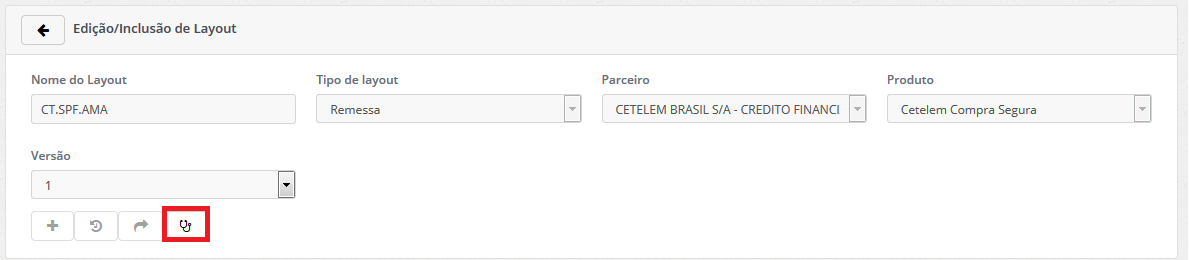 Edição/Inclusão de Layout
Nome do Layout Tipo de layout Parceiro Produto
CT.SPF.AMA Remessa CETELEM BRASIL S/A - CREDITO FINANCI Cetelem Compra Segura
Versão
1